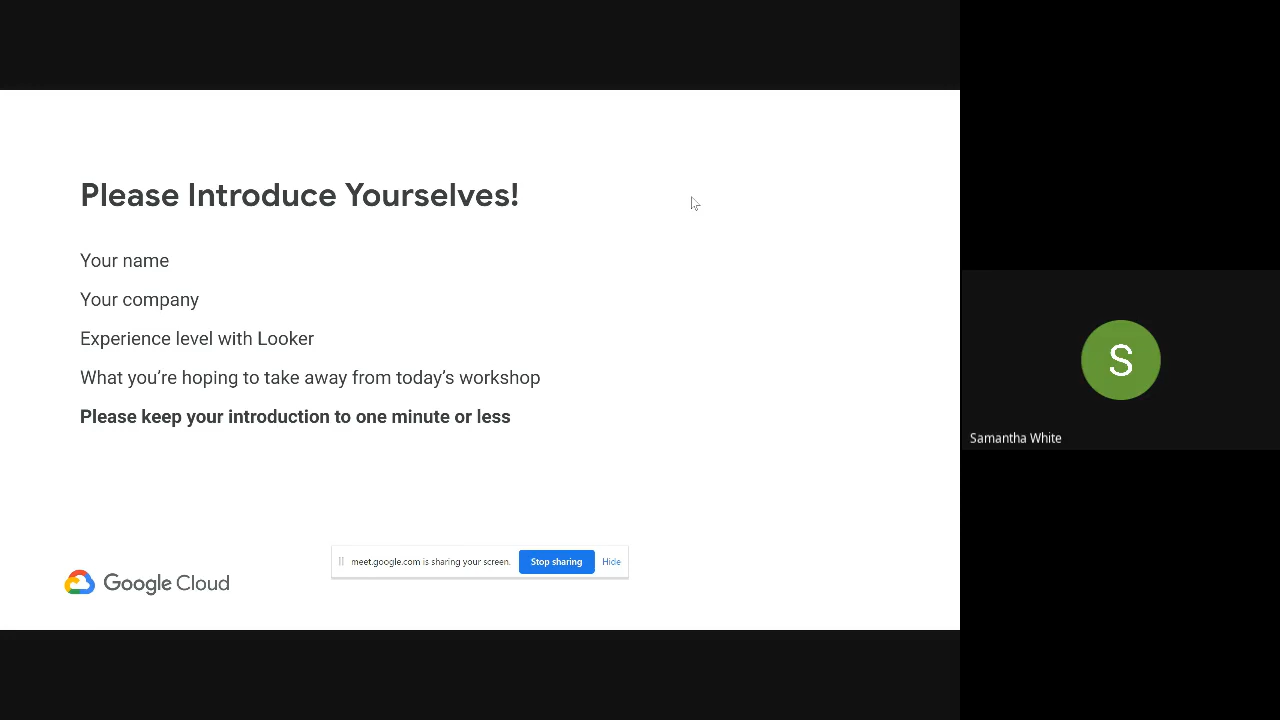 Please Introduce Yourselves!
Your name
Your company
Experience level with Looker
What you’re hoping to take away from today’s workshop
Please keep your introduction to one minute or less
S
Samantha White
meet.google.com is sharing your screen. Stop sharing Hide
Google Cloud